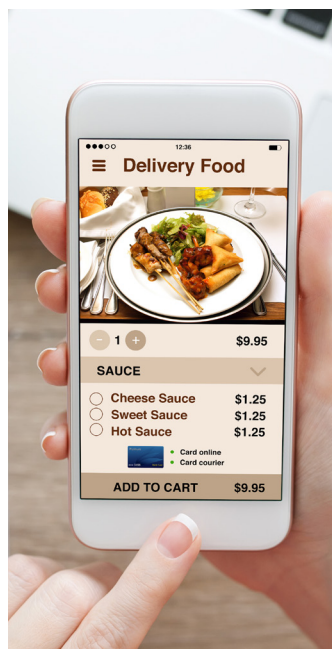 12:36
Delivery Food
1 $9.95
SAUCE
Cheese Sauce $1.25
Sweet Sauce $1.25
Hot Sauce $1.25
Card online
Card courier
ADD TO CART $9.95